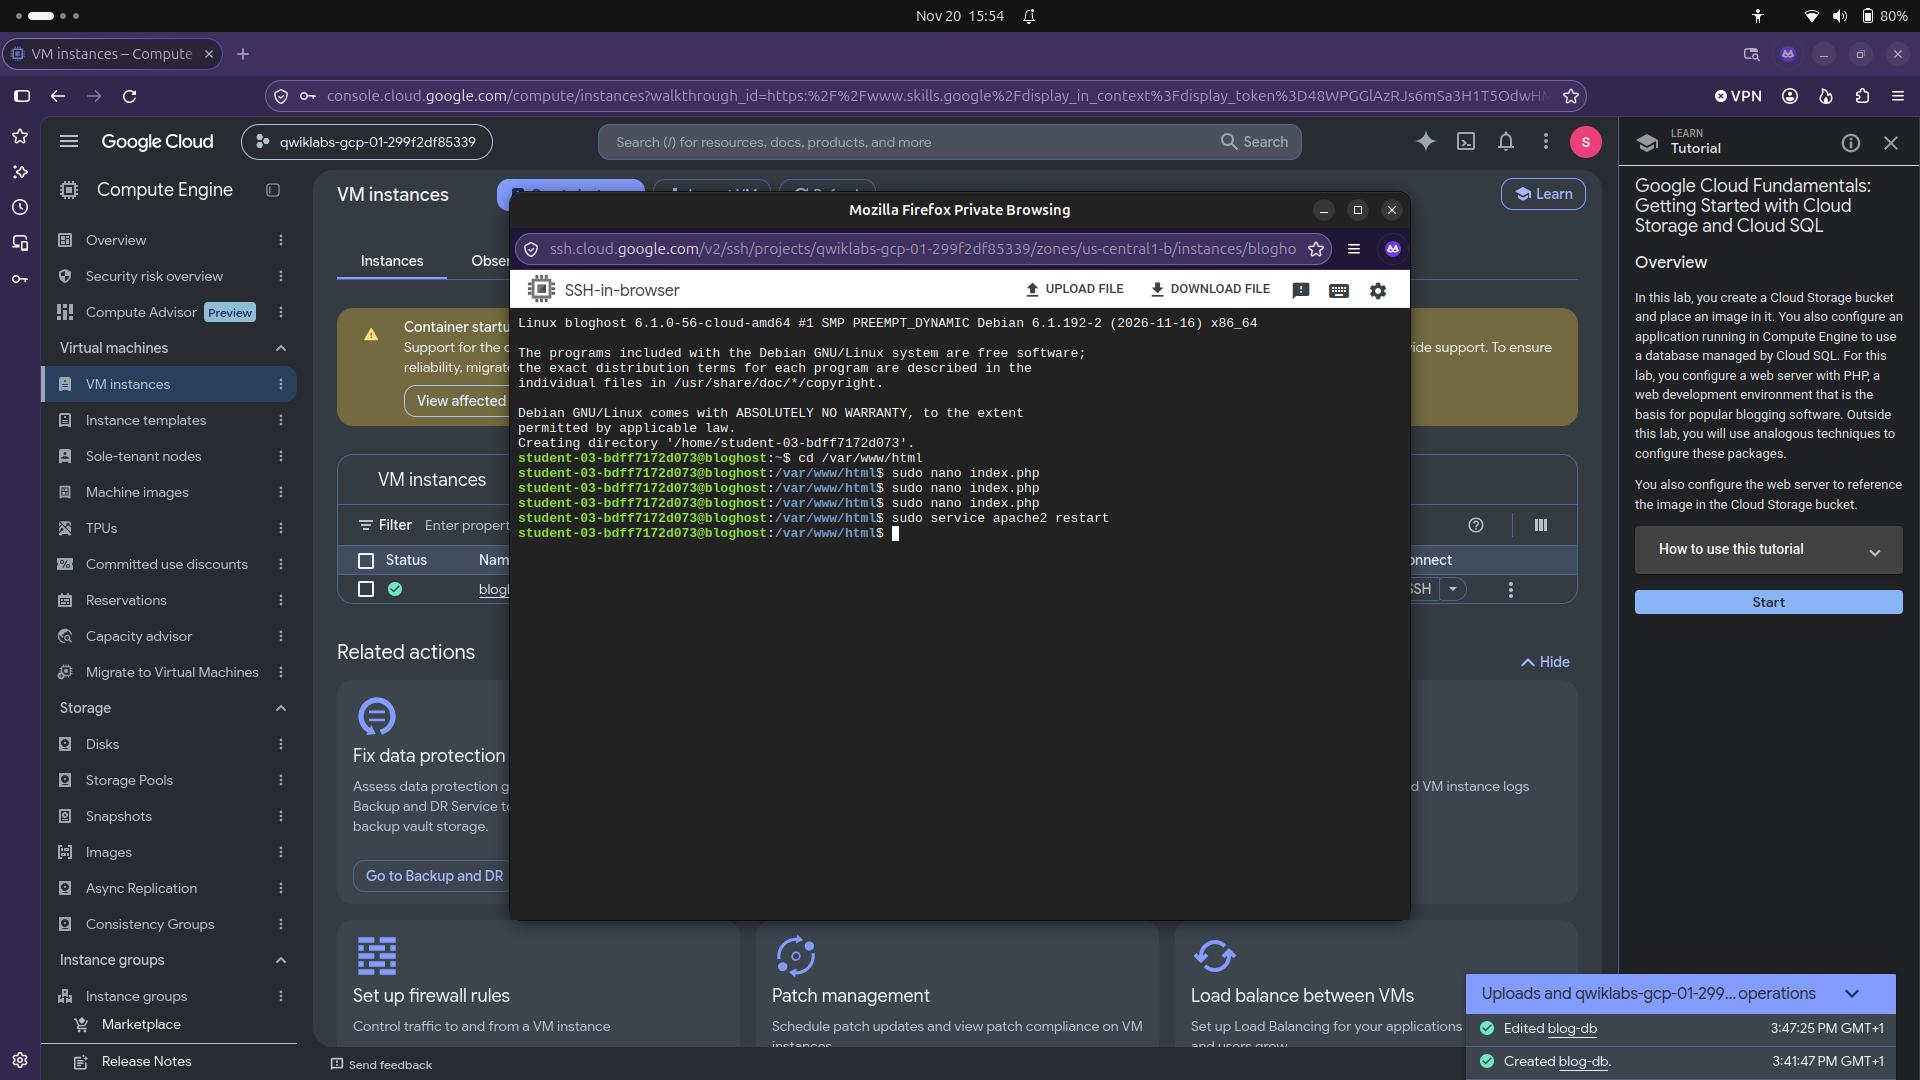 Nov 20 15:54
80%
VM instances – Compute
console.cloud.google.com/compute/instances?walkthrough_id=https:%2F%2Fwww.skills.google%2Fdisplay_in_context%3Fdisplay_token%3D48WPGGlAzRJs6mSa3H1T5OdwHM
VPN
Google Cloud
qwiklabs-gcp-01-299f2df85339
Search (/) for resources, docs, products, and more
Search
S
Compute Engine
Overview
Security risk overview
Compute Advisor Preview
Virtual machines
VM instances
Instance templates
Sole-tenant nodes
Machine images
TPUs
Committed use discounts
Reservations
Capacity advisor
Migrate to Virtual Machines
Storage
Disks
Storage Pools
Snapshots
Images
Async Replication
Consistency Groups
Instance groups
Instance groups
Marketplace
Release Notes
VM instances
Learn
Instances
Obser
Container startu
Support for the c
reliability, migrate
View affected
ide support. To ensure
VM instances
Filter Enter propert
Status
Nam
onnect
blogl
SSH
Related actions
Hide
Fix data protection
Assess data protection g
Backup and DR Service to
backup vault storage.
Go to Backup and DR
d VM instance logs
Set up firewall rules
Control traffic to and from a VM instance
Patch management
Schedule patch updates and view patch compliance on VM
instances
Load balance between VMs
Set up Load Balancing for your applications
and users grow
Send feedback
Mozilla Firefox Private Browsing
ssh.cloud.google.com/v2/ssh/projects/qwiklabs-gcp-01-299f2df85339/zones/us-central1-b/instances/blogho
SSH-in-browser
UPLOAD FILE
DOWNLOAD FILE
Linux bloghost 6.1.0-56-cloud-amd64 #1 SMP PREEMPT_DYNAMIC Debian 6.1.192-2 (2026-11-16) x86_64
The programs included with the Debian GNU/Linux system are free software;
the exact distribution terms for each program are described in the
individual files in /usr/share/doc/*/copyright.
Debian GNU/Linux comes with ABSOLUTELY NO WARRANTY, to the extent
permitted by applicable law.
Creating directory '/home/student-03-bdff7172d073'.
student-03-bdff7172d073@bloghost:~$ cd /var/www/html
student-03-bdff7172d073@bloghost:/var/www/html$ sudo nano index.php
student-03-bdff7172d073@bloghost:/var/www/html$ sudo nano index.php
student-03-bdff7172d073@bloghost:/var/www/html$ sudo nano index.php
student-03-bdff7172d073@bloghost:/var/www/html$ sudo service apache2 restart
student-03-bdff7172d073@bloghost:/var/www/html$
LEARN
Tutorial
Google Cloud Fundamentals:
Getting Started with Cloud
Storage and Cloud SQL
Overview
In this lab, you create a Cloud Storage bucket
and place an image in it. You also configure an
application running in Compute Engine to use
a database managed by Cloud SQL. For this
lab, you configure a web server with PHP, a
web development environment that is the
basis for popular blogging software. Outside
this lab, you will use analogous techniques to
configure these packages.
You also configure the web server to reference
the image in the Cloud Storage bucket.
How to use this tutorial
Start
Uploads and qwiklabs-gcp-01-299... operations
Edited blog-db
3:47:25 PM GMT+1
Created blog-db.
3:41:47 PM GMT+1